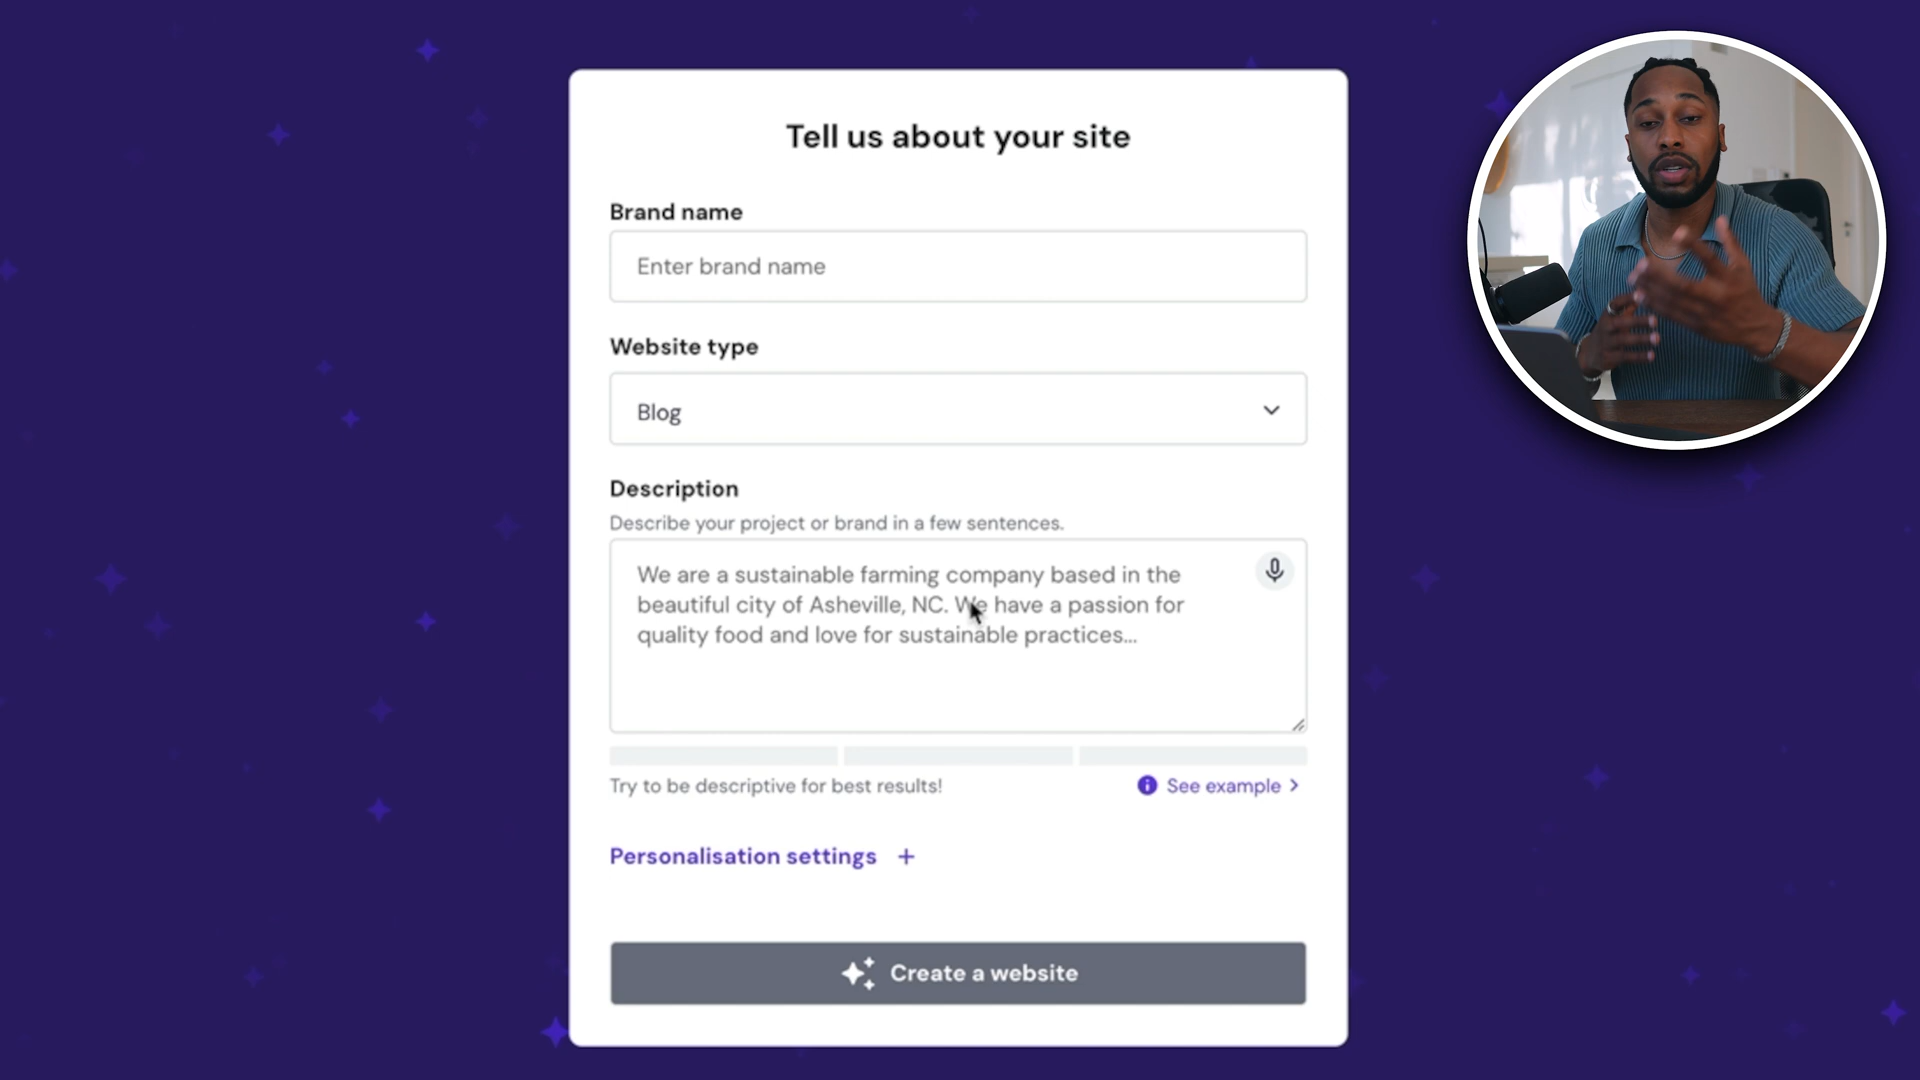 Tell us about your site
Brand name
Enter brand name
Website type
Blog
Description
Describe your project or brand in a few sentences.
We are a sustainable farming company based in the
beautiful city of Asheville, NC. We have a passion for
quality food and love for sustainable practices...
Try to be descriptive for best results!
See example
Personalisation settings +
Create a website